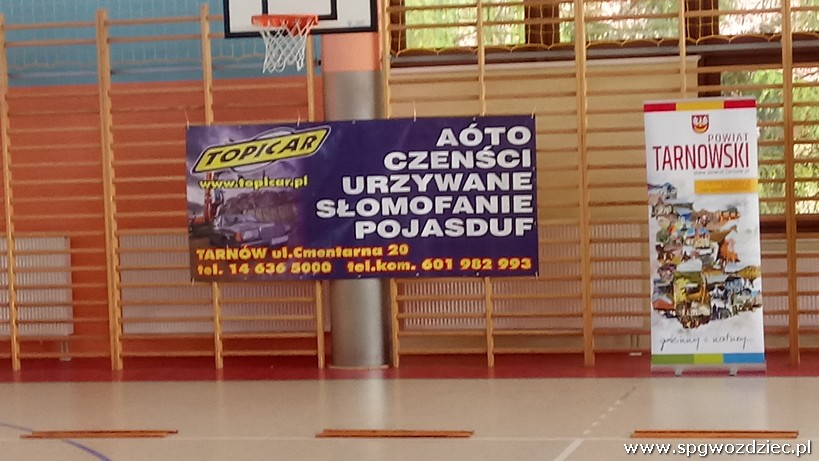 TOPICAR
www.topicar.pl
AÓTO
CZENŚCI
URZYWANE
SŁOMOFANIE
POJASDUF
TARNÓW ul.Cmentarna 20
tel. 14 636 5000 tel.kom. 601 982 993
POWIAT
TARNOWSKI
www.spgwozdziec.pl